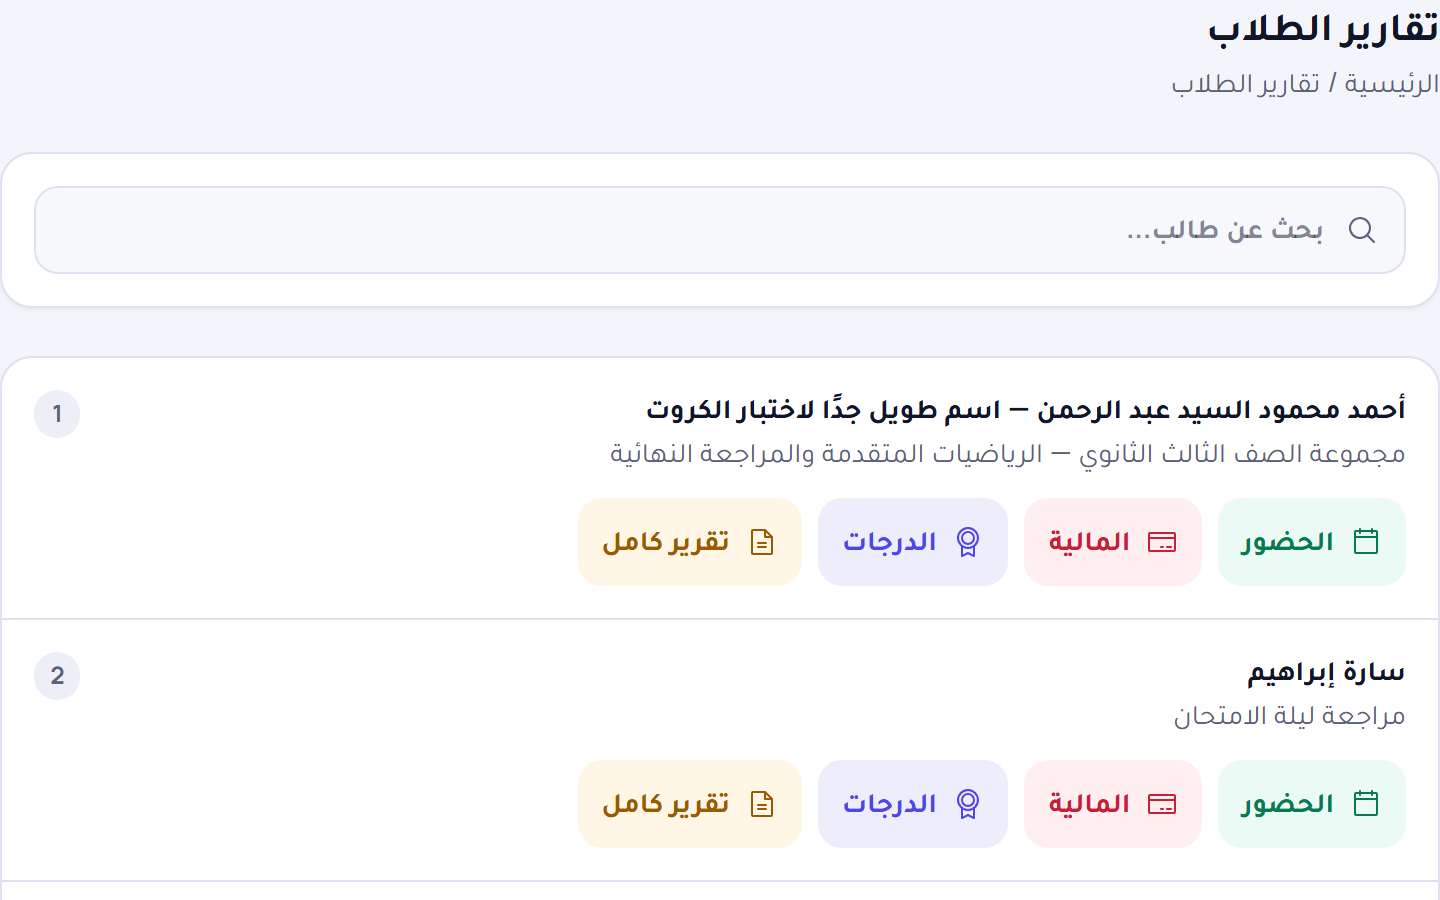 تقارير الطلاب
الرئيسية / تقارير الطلاب
بحث عن طالب...
أحمد محمود السيد عبد الرحمن — اسم طويل جدًا لاختبار الكروت
1
مجموعة الصف الثالث الثانوي — الرياضيات المتقدمة والمراجعة النهائية
الحضور المالية الدرجات تقرير كامل
سارة إبراهيم
2
مراجعة ليلة الامتحان
الحضور المالية الدرجات تقرير كامل